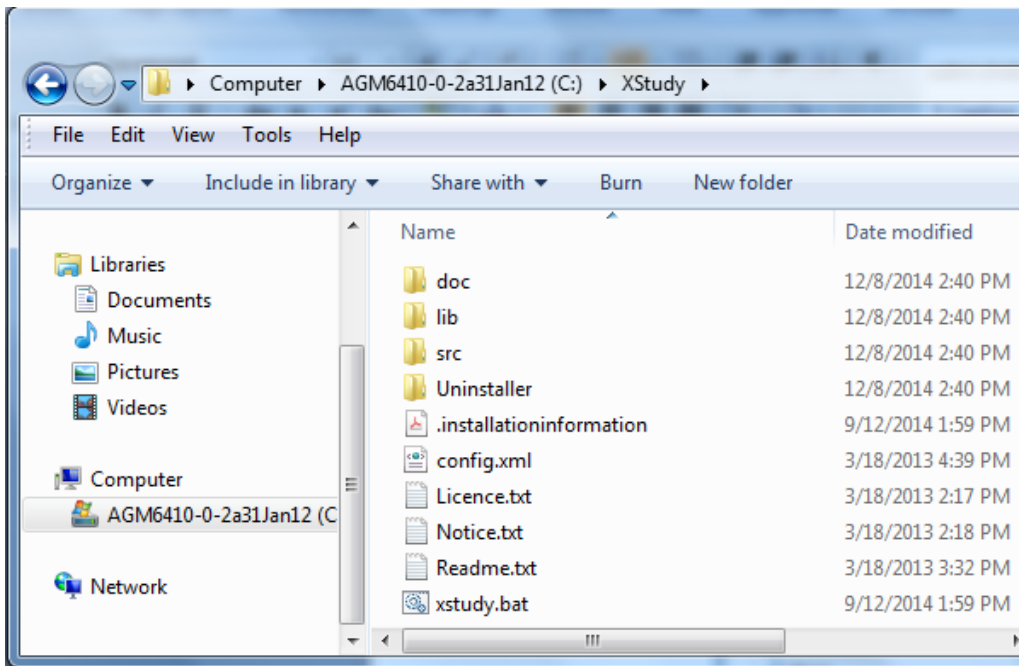 Computer AGM6410-0-2a31Jan12 (C:) XStudy
File Edit View Tools Help
Organize Include in library Share with Burn New folder
Name Date modified
Libraries
Documents
Music
Pictures
Videos
Computer
AGM6410-0-2a31Jan12 (C
Network
doc 12/8/2014 2:40 PM
lib 12/8/2014 2:40 PM
src 12/8/2014 2:40 PM
Uninstaller 12/8/2014 2:40 PM
.installationinformation 9/12/2014 1:59 PM
config.xml 3/18/2013 4:39 PM
Licence.txt 3/18/2013 2:17 PM
Notice.txt 3/18/2013 2:18 PM
Readme.txt 3/18/2013 3:32 PM
xstudy.bat 9/12/2014 1:59 PM